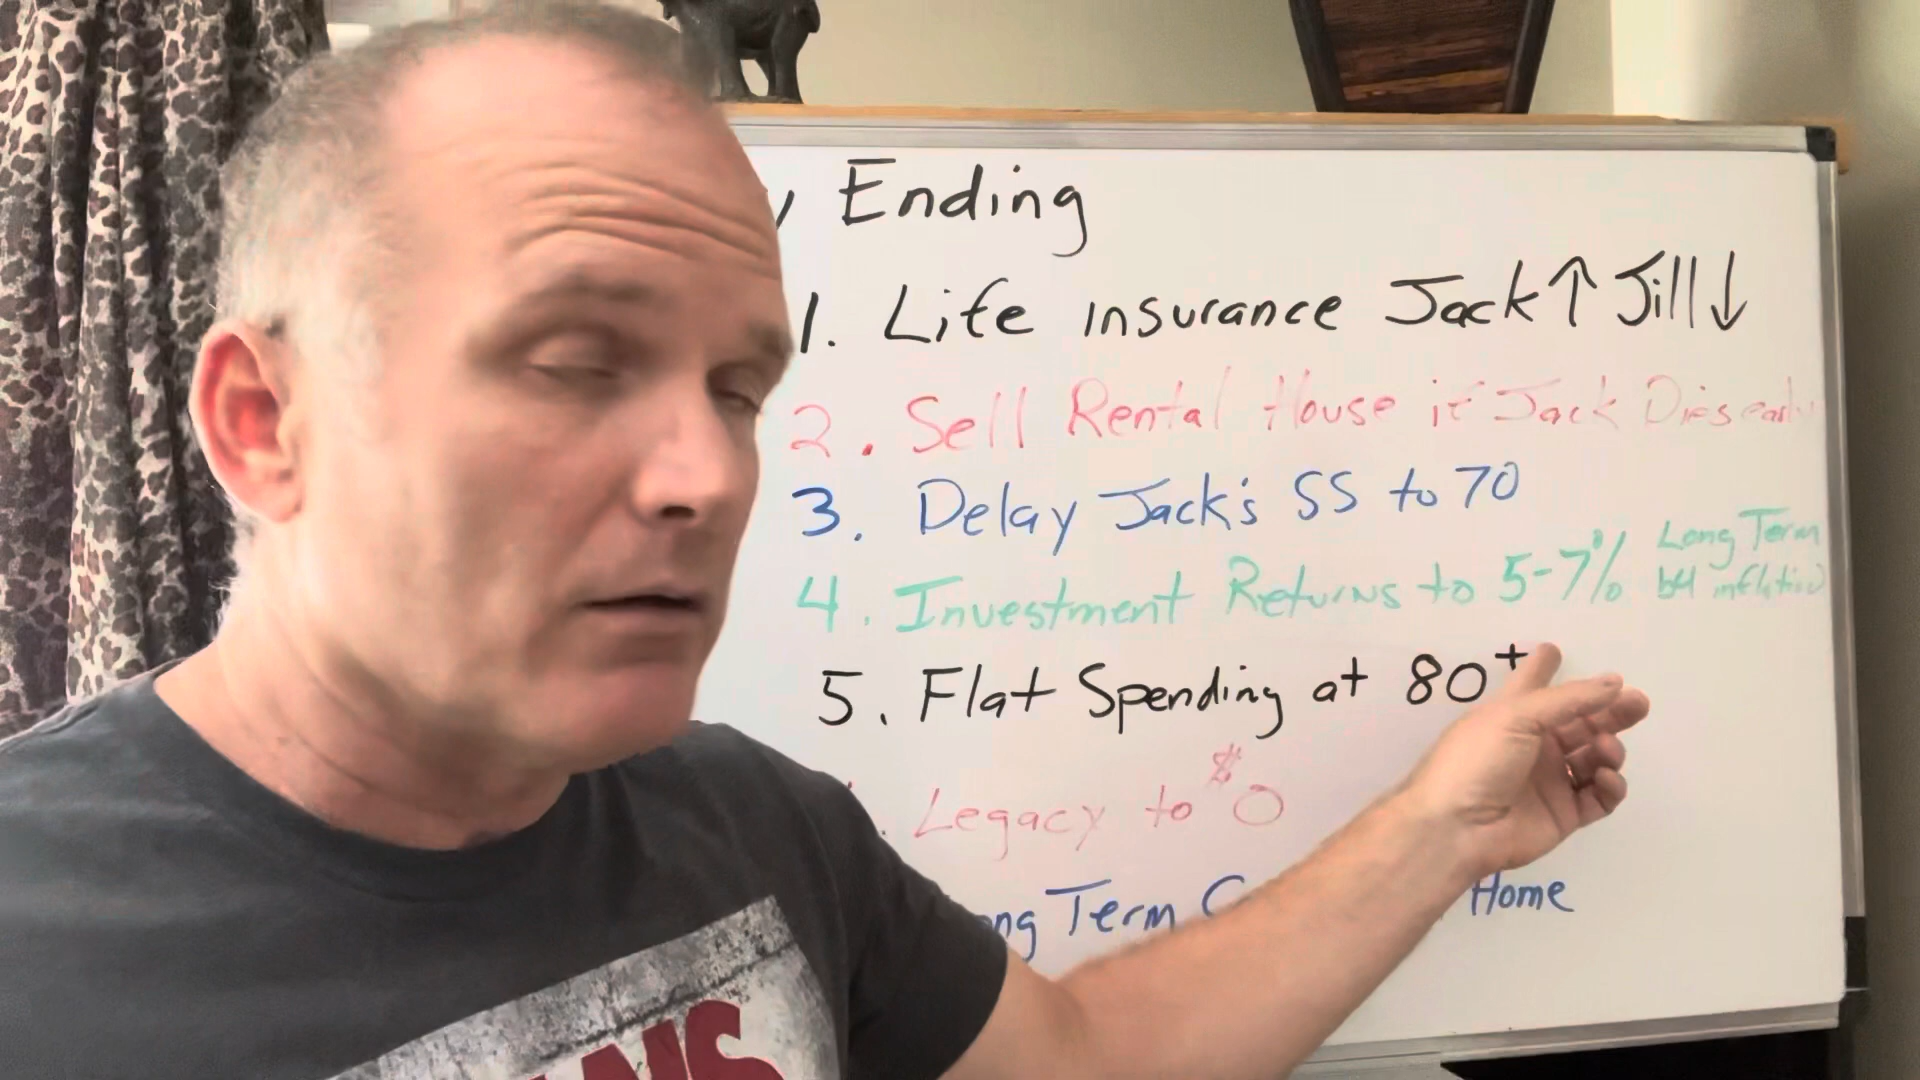 Ending
1. Life insurance Jack↑ Jill↓
2. Sell Rental House if Jack Dies early
3. Delay Jack's SS to 70
4. Investment Returns to 5-7% Long Term
b4 inflation
5. Flat Spending at 80+
Legacy to $0
Term Home